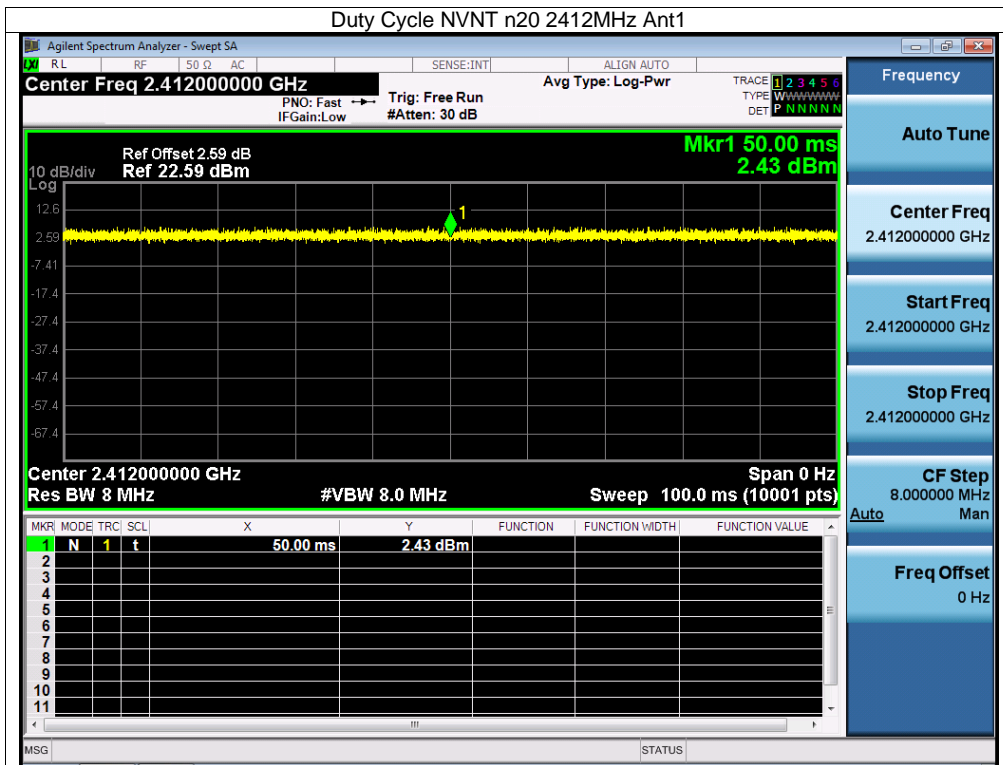 Duty Cycle NVNT n20 2412MHz Ant1
Agilent Spectrum Analyzer - Swept SA
LXI RL RF 50 Ω AC SENSE:INT ALIGN AUTO
Center Freq 2.412000000 GHz
PNO: Fast
IFGain:Low
Trig: Free Run
#Atten: 30 dB
Avg Type: Log-Pwr
TRACE 1 2 3 4 5 6
TYPE WWWWWW
DET P N N N N N
Ref Offset 2.59 dB
Ref 22.59 dBm
10 dB/div
Log
Mkr1 50.00 ms
2.43 dBm
1
12.6
2.59
-7.41
-17.4
-27.4
-37.4
-47.4
-57.4
-67.4
Center 2.412000000 GHz
Span 0 Hz
Res BW 8 MHz
#VBW 8.0 MHz
Sweep 100.0 ms (10001 pts)
MKR MODE TRC SCL X Y FUNCTION FUNCTION WIDTH FUNCTION VALUE
1 N 1 t 50.00 ms 2.43 dBm
2
3
4
5
6
7
8
9
10
11
MSG
STATUS
Frequency
Auto Tune
Center Freq
2.412000000 GHz
Start Freq
2.412000000 GHz
Stop Freq
2.412000000 GHz
CF Step
8.000000 MHz
Auto Man
Freq Offset
0 Hz